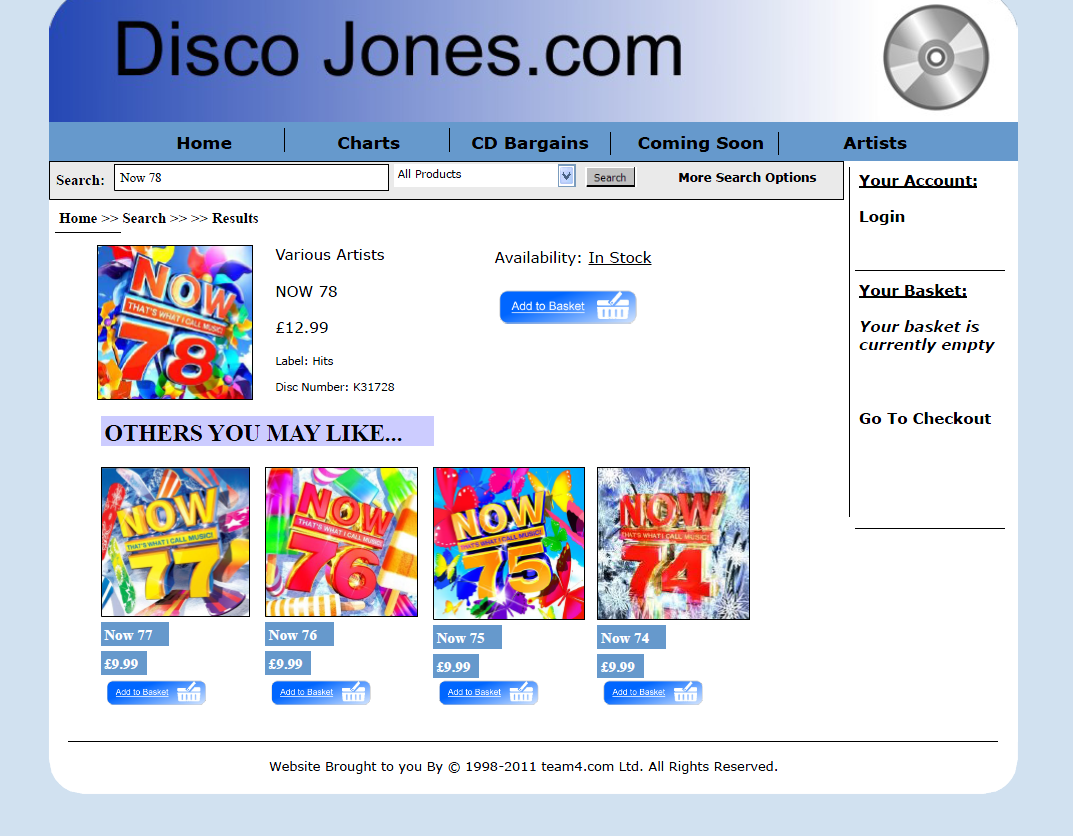 Disco Jones.com
Home Charts CD Bargains Coming Soon Artists
Search: Now 78 All Products Search More Search Options
Home >> Search >> >> Results
Your Account:
Login
Your Basket:
Your basket is
currently empty
Go To Checkout
NOW
THAT'S WHAT I CALL MUSIC!
78
Various Artists
NOW 78
£12.99
Label: Hits
Disc Number: K31728
Availability: In Stock
Add to Basket
OTHERS YOU MAY LIKE...
NOW
THAT'S WHAT I CALL MUSIC!
77
Now 77
£9.99
Add to Basket
NOW
THAT'S WHAT I CALL MUSIC!
76
Now 76
£9.99
Add to Basket
NOW
THAT'S WHAT I CALL MUSIC!
75
Now 75
£9.99
Add to Basket
NOW
THAT'S WHAT I CALL MUSIC!
74
Now 74
£9.99
Add to Basket
Website Brought to you By © 1998-2011 team4.com Ltd. All Rights Reserved.